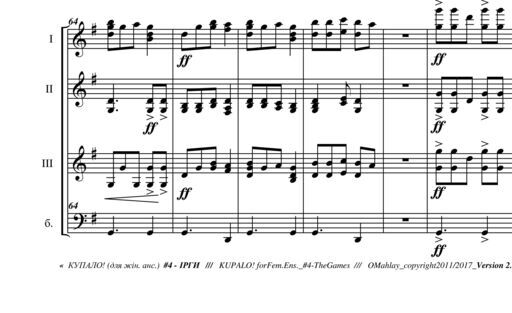 64
I
ff
ff
II
ff
ff
III
ff
ff
64
б.
ff
« КУПАЛО! (для жін. анс.) #4 - ІРГИ /// KUPALO! forFem.Ens._#4-TheGames /// OMahlay_copyright2011/2017_Version 2.